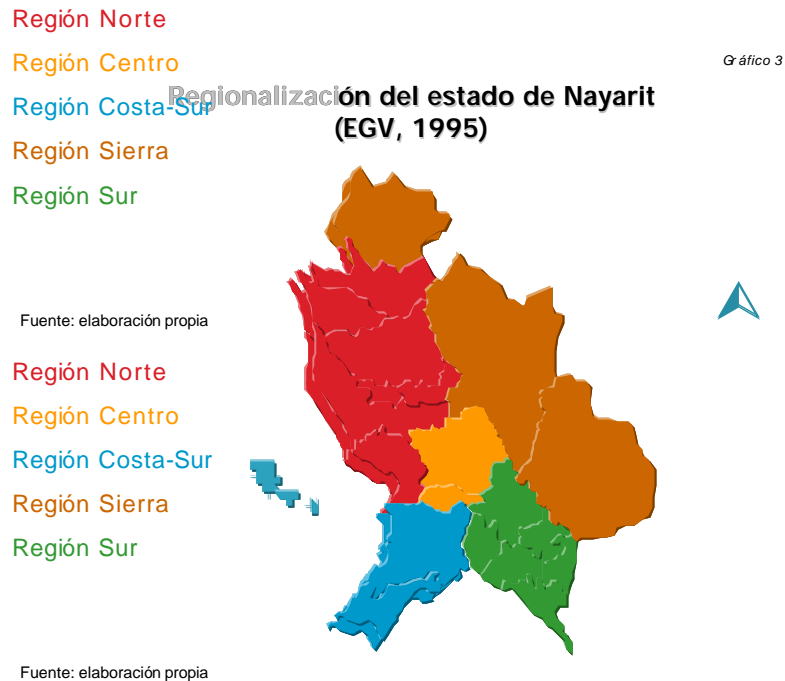 Región Norte
Región Centro
Gráfico 3
Región Costa-Sur
Regionalización del estado de Nayarit
(EGV, 1995)
Región Sierra
Región Sur
Fuente: elaboración propia
Región Norte
Región Centro
Región Costa-Sur
Región Sierra
Región Sur
Fuente: elaboración propia